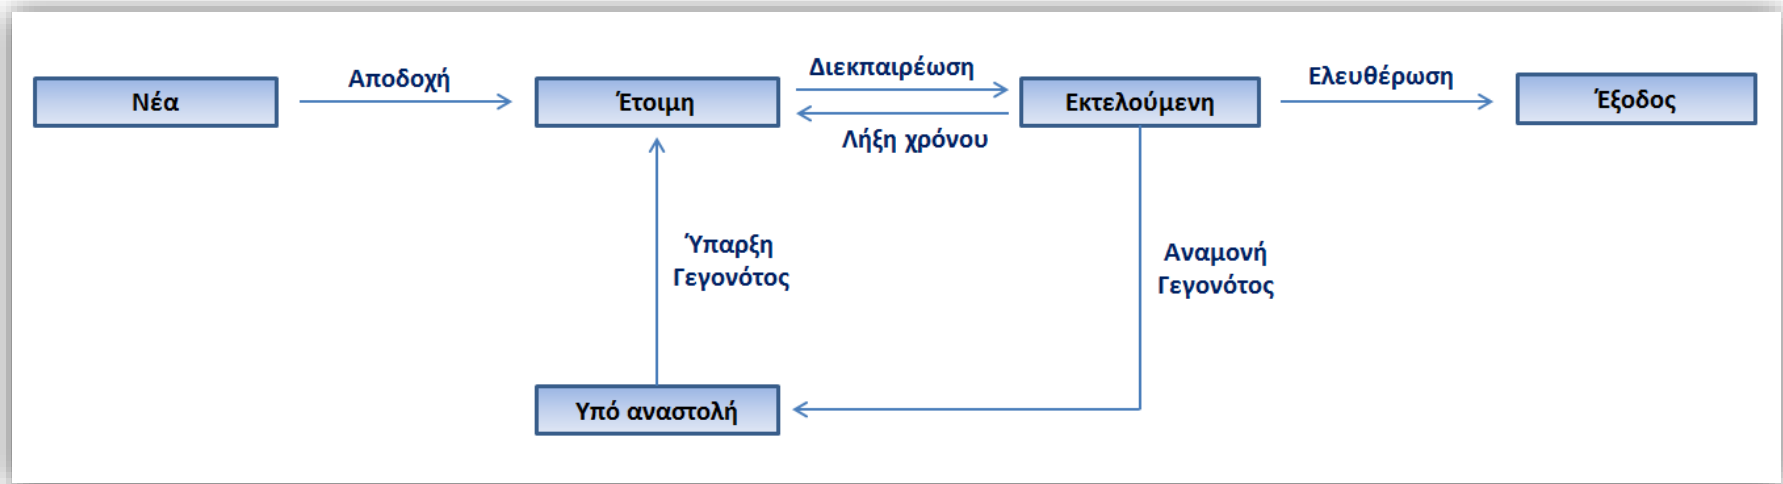 Νέα
Αποδοχή
Έτοιμη
Διεκπαιρέωση
Λήξη χρόνου
Εκτελούμενη
Ελευθέρωση
Έξοδος
Ύπαρξη
Γεγονότος
Αναμονή
Γεγονότος
Υπό αναστολή